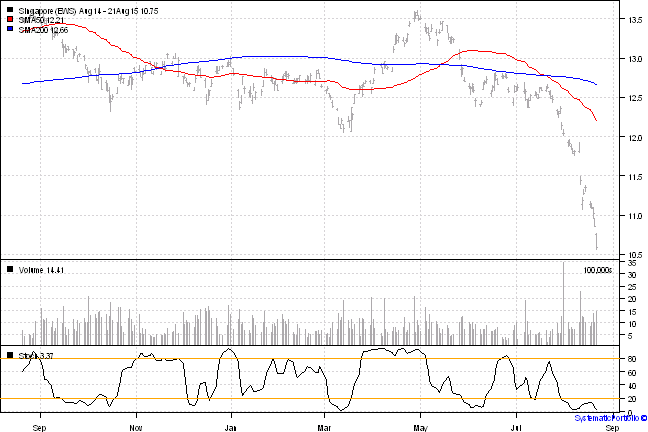 Singapore (EWS) Aug 14 - 21Aug15 10.75
SMA50 12.21
SMA200 12.66
13.5
13.0
12.5
12.0
11.5
11.0
10.5
Volume 14.41
100,000s
35
30
25
20
15
10
5
Stoch 3.37
80
60
40
20
0
Sep
Nov
Jan
Mar
May
Jul
Sep
SystematicPortfolio ©